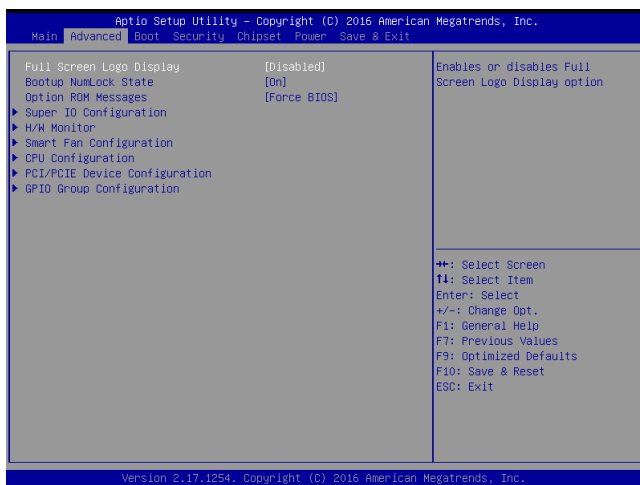 Aptio Setup Utility – Copyright (C) 2016 American Megatrends, Inc.
Main Advanced Boot Security Chipset Power Save & Exit
Full Screen Logo Display [Disabled]
Bootup NumLock State [On]
Option ROM Messages [Force BIOS]
Super IO Configuration
H/W Monitor
Smart Fan Configuration
CPU Configuration
PCI/PCIE Device Configuration
GPIO Group Configuration
Enables or disables Full
Screen Logo Display option
→←: Select Screen
↑↓: Select Item
Enter: Select
+/-: Change Opt.
F1: General Help
F7: Previous Values
F9: Optimized Defaults
F10: Save & Reset
ESC: Exit
Version 2.17.1254. Copyright (C) 2016 American Megatrends, Inc.